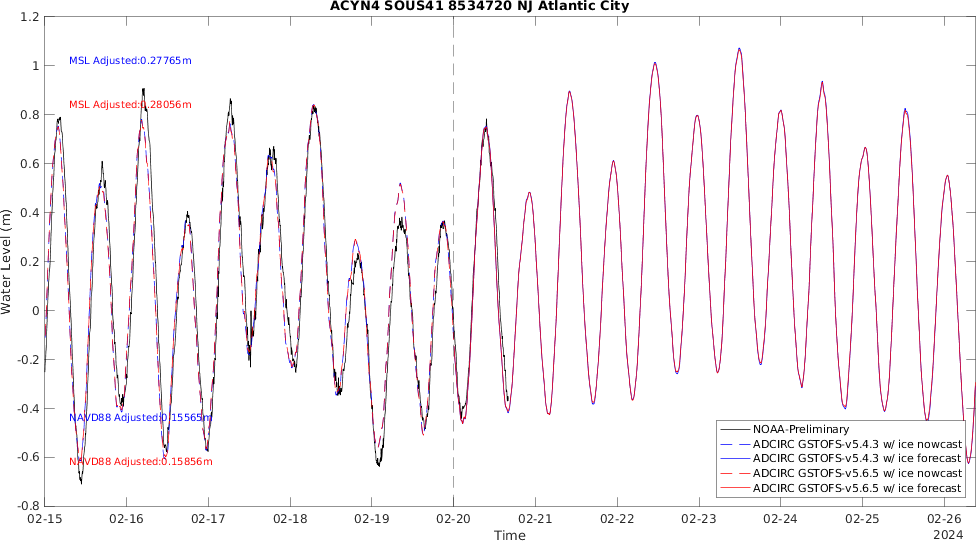 ACYN4 SOUS41 8534720 NJ Atlantic City
1.2
1
0.8
0.6
0.4
0.2
0
-0.2
-0.4
-0.6
-0.8
Water Level (m)
MSL Adjusted:0.27765m
MSL Adjusted:0.28056m
NAVD88 Adjusted:0.15565m
NAVD88 Adjusted:0.15856m
NOAA-Preliminary
ADCIRC GSTOFS-v5.4.3 w/ ice nowcast
ADCIRC GSTOFS-v5.4.3 w/ ice forecast
ADCIRC GSTOFS-v5.6.5 w/ ice nowcast
ADCIRC GSTOFS-v5.6.5 w/ ice forecast
02-15 02-16 02-17 02-18 02-19 02-20 02-21 02-22 02-23 02-24 02-25 02-26
Time
2024